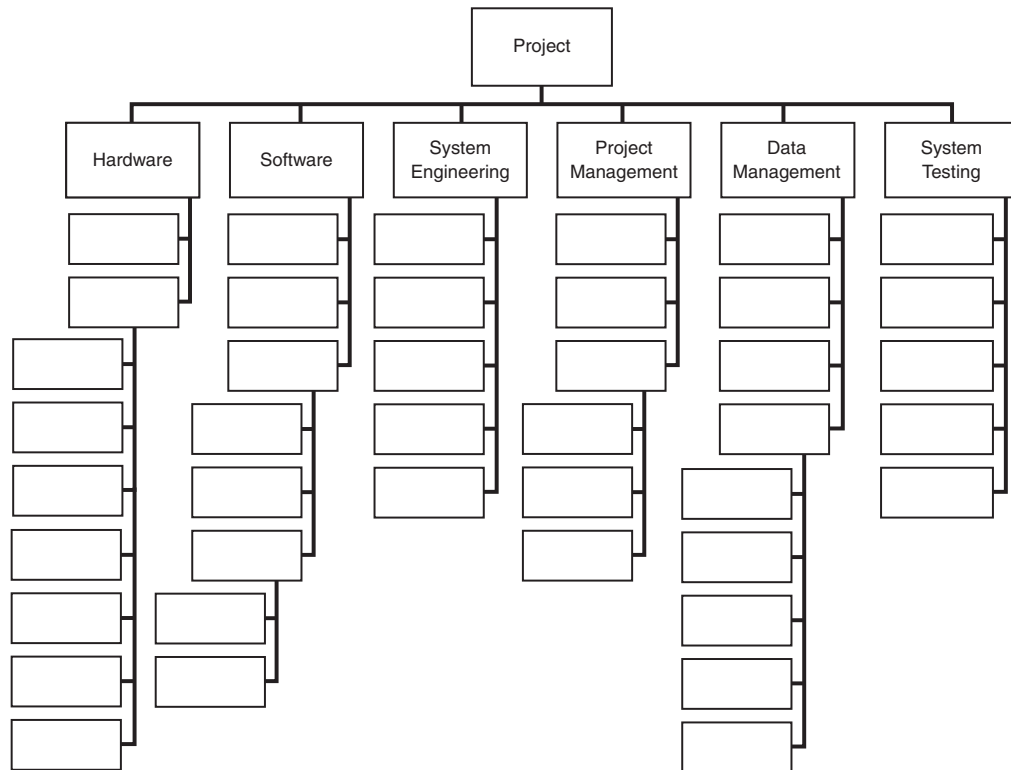 Project
Hardware
Software
System
Engineering
Project
Management
Data
Management
System
Testing